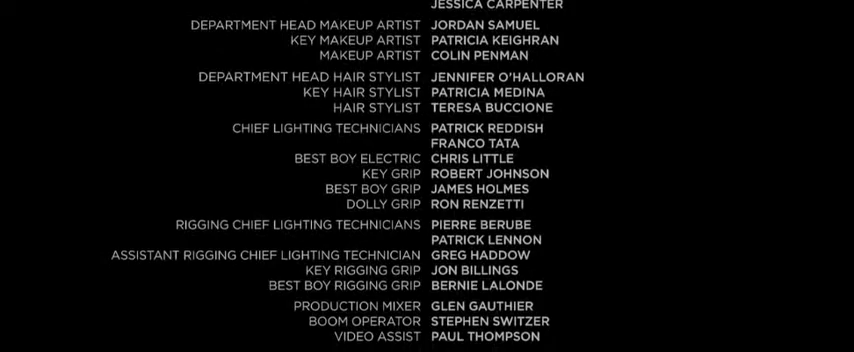 JESSICA CARPENTER
DEPARTMENT HEAD MAKEUP ARTIST JORDAN SAMUEL
KEY MAKEUP ARTIST PATRICIA KEIGHRAN
MAKEUP ARTIST COLIN PENMAN
DEPARTMENT HEAD HAIR STYLIST JENNIFER O'HALLORAN
KEY HAIR STYLIST PATRICIA MEDINA
HAIR STYLIST TERESA BUCCIONE
CHIEF LIGHTING TECHNICIANS PATRICK REDDISH
FRANCO TATA
BEST BOY ELECTRIC CHRIS LITTLE
KEY GRIP ROBERT JOHNSON
BEST BOY GRIP JAMES HOLMES
DOLLY GRIP RON RENZETTI
RIGGING CHIEF LIGHTING TECHNICIANS PIERRE BERUBE
PATRICK LENNON
ASSISTANT RIGGING CHIEF LIGHTING TECHNICIAN GREG HADDOW
KEY RIGGING GRIP JON BILLINGS
BEST BOY RIGGING GRIP BERNIE LALONDE
PRODUCTION MIXER GLEN GAUTHIER
BOOM OPERATOR STEPHEN SWITZER
VIDEO ASSIST PAUL THOMPSON